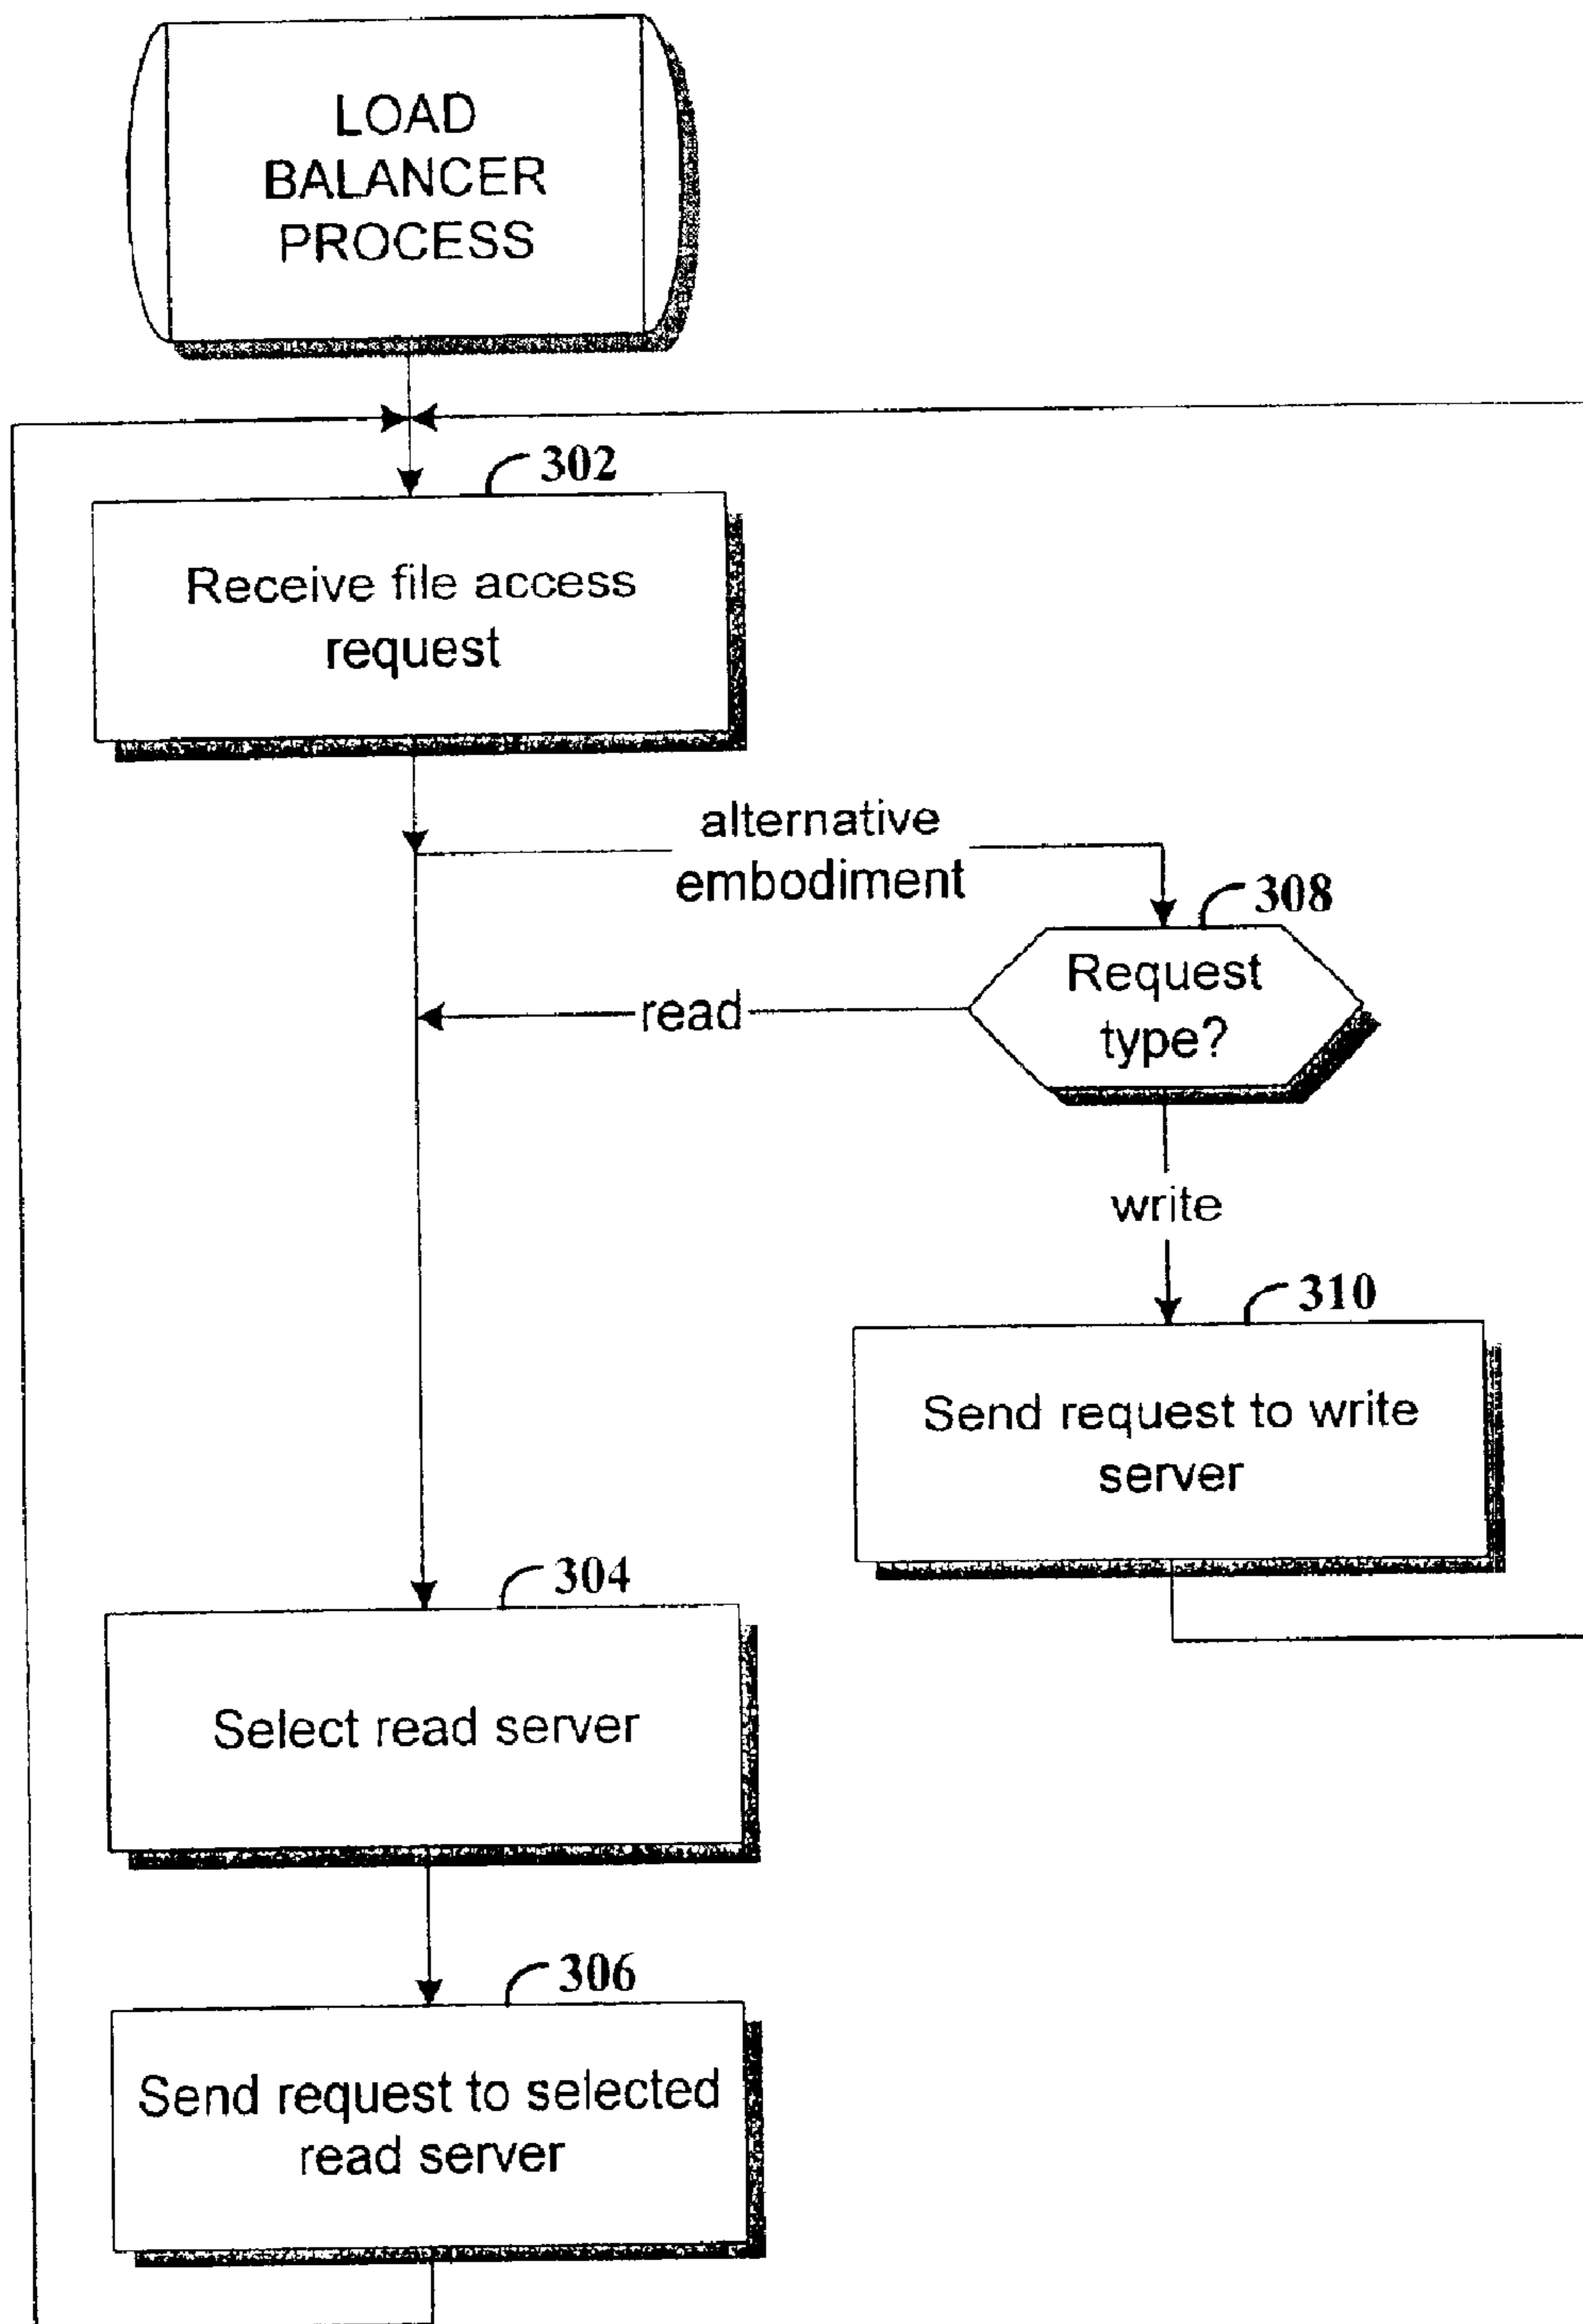 LOAD
BALANCER
PROCESS
302
Receive file access
request
alternative
embodiment
308
Request
type?
read
write
310
Send request to write
server
304
Select read server
306
Send request to selected
read server